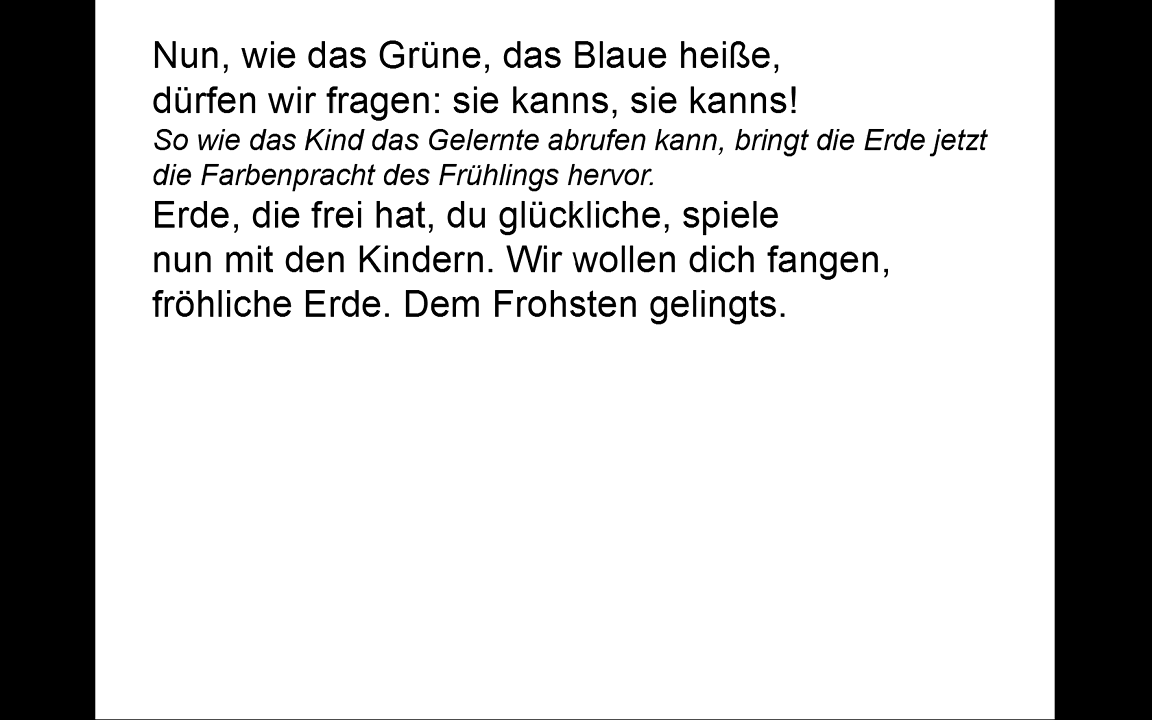 Nun, wie das Grüne, das Blaue heiße,
dürfen wir fragen: sie kanns, sie kanns!
So wie das Kind das Gelernte abrufen kann, bringt die Erde jetzt
die Farbenpracht des Frühlings hervor.
Erde, die frei hat, du glückliche, spiele
nun mit den Kindern. Wir wollen dich fangen,
fröhliche Erde. Dem Frohsten gelingts.